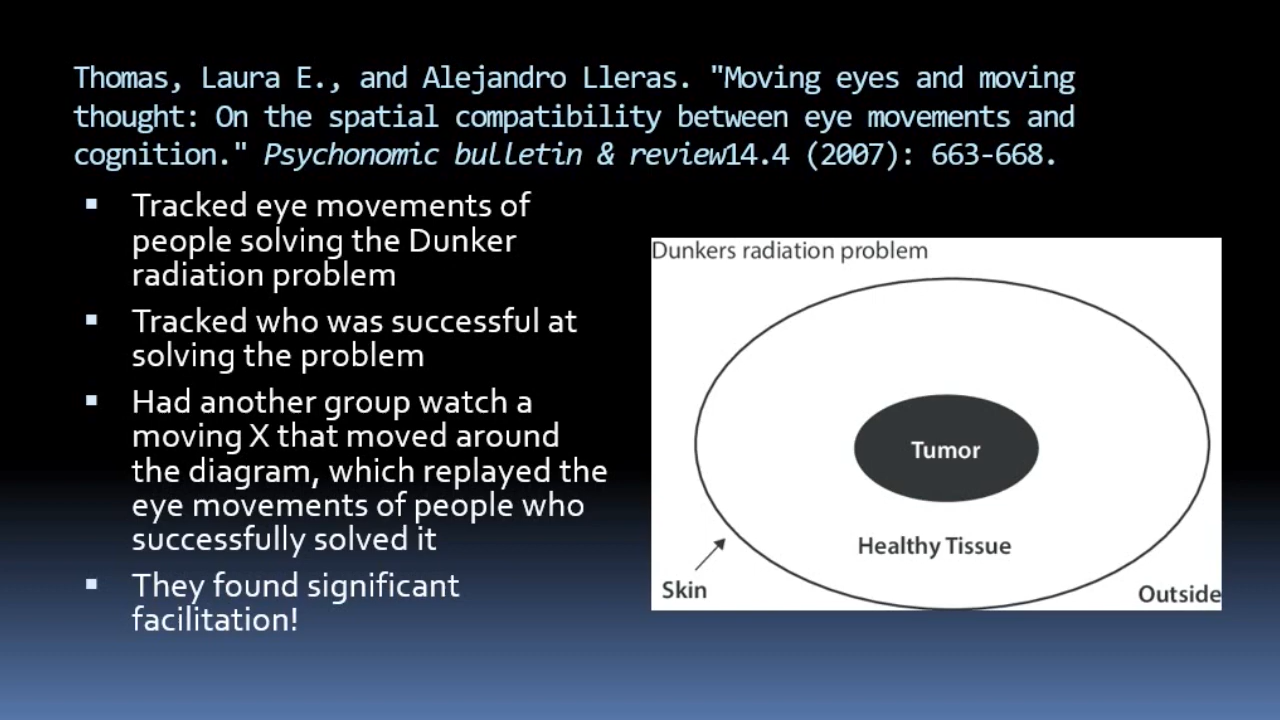 Thomas, Laura E., and Alejandro Lleras. "Moving eyes and moving
thought: On the spatial compatibility between eye movements and
cognition." Psychonomic bulletin & review14.4 (2007): 663-668.
Tracked eye movements of
people solving the Dunker
radiation problem
Tracked who was successful at
solving the problem
Had another group watch a
moving X that moved around
the diagram, which replayed the
eye movements of people who
successfully solved it
They found significant
facilitation!
Dunkers radiation problem
Tumor
Healthy Tissue
Skin
Outside